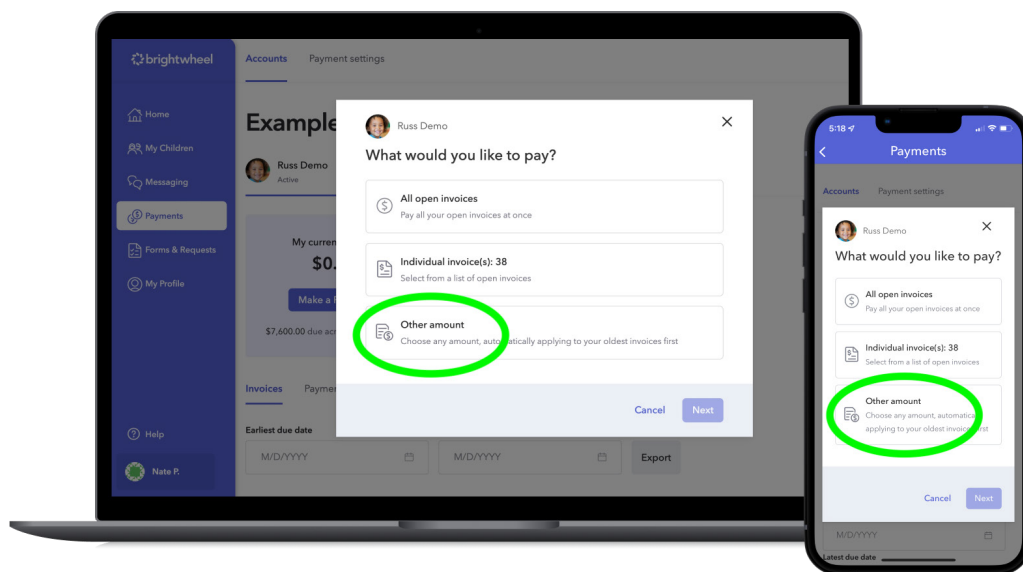 brightwheel
Accounts Payment settings
Home
My Children
Messaging
Payments
Forms & Requests
My Profile
Help
Nate P.
Example
Russ Demo
Active
My curren
$0.
Make a
$7,600.00 due acr
Invoices Paymen
Earliest due date
M/D/YYYY M/D/YYYY Export
Russ Demo
What would you like to pay?
All open invoices
Pay all your open invoices at once
Individual invoice(s): 38
Select from a list of open invoices
Other amount
Choose any amount, automatically applying to your oldest invoices first
Cancel Next
5:18
Payments
Accounts Payment settings
Russ Demo
What would you like to pay?
All open invoices
Pay all your open invoices at once
Individual invoice(s): 38
Select from a list of open invoices
Other amount
Choose any amount, automatica
applying to your oldest invoices first
Cancel Next
M/D/YYYY
Latest due date